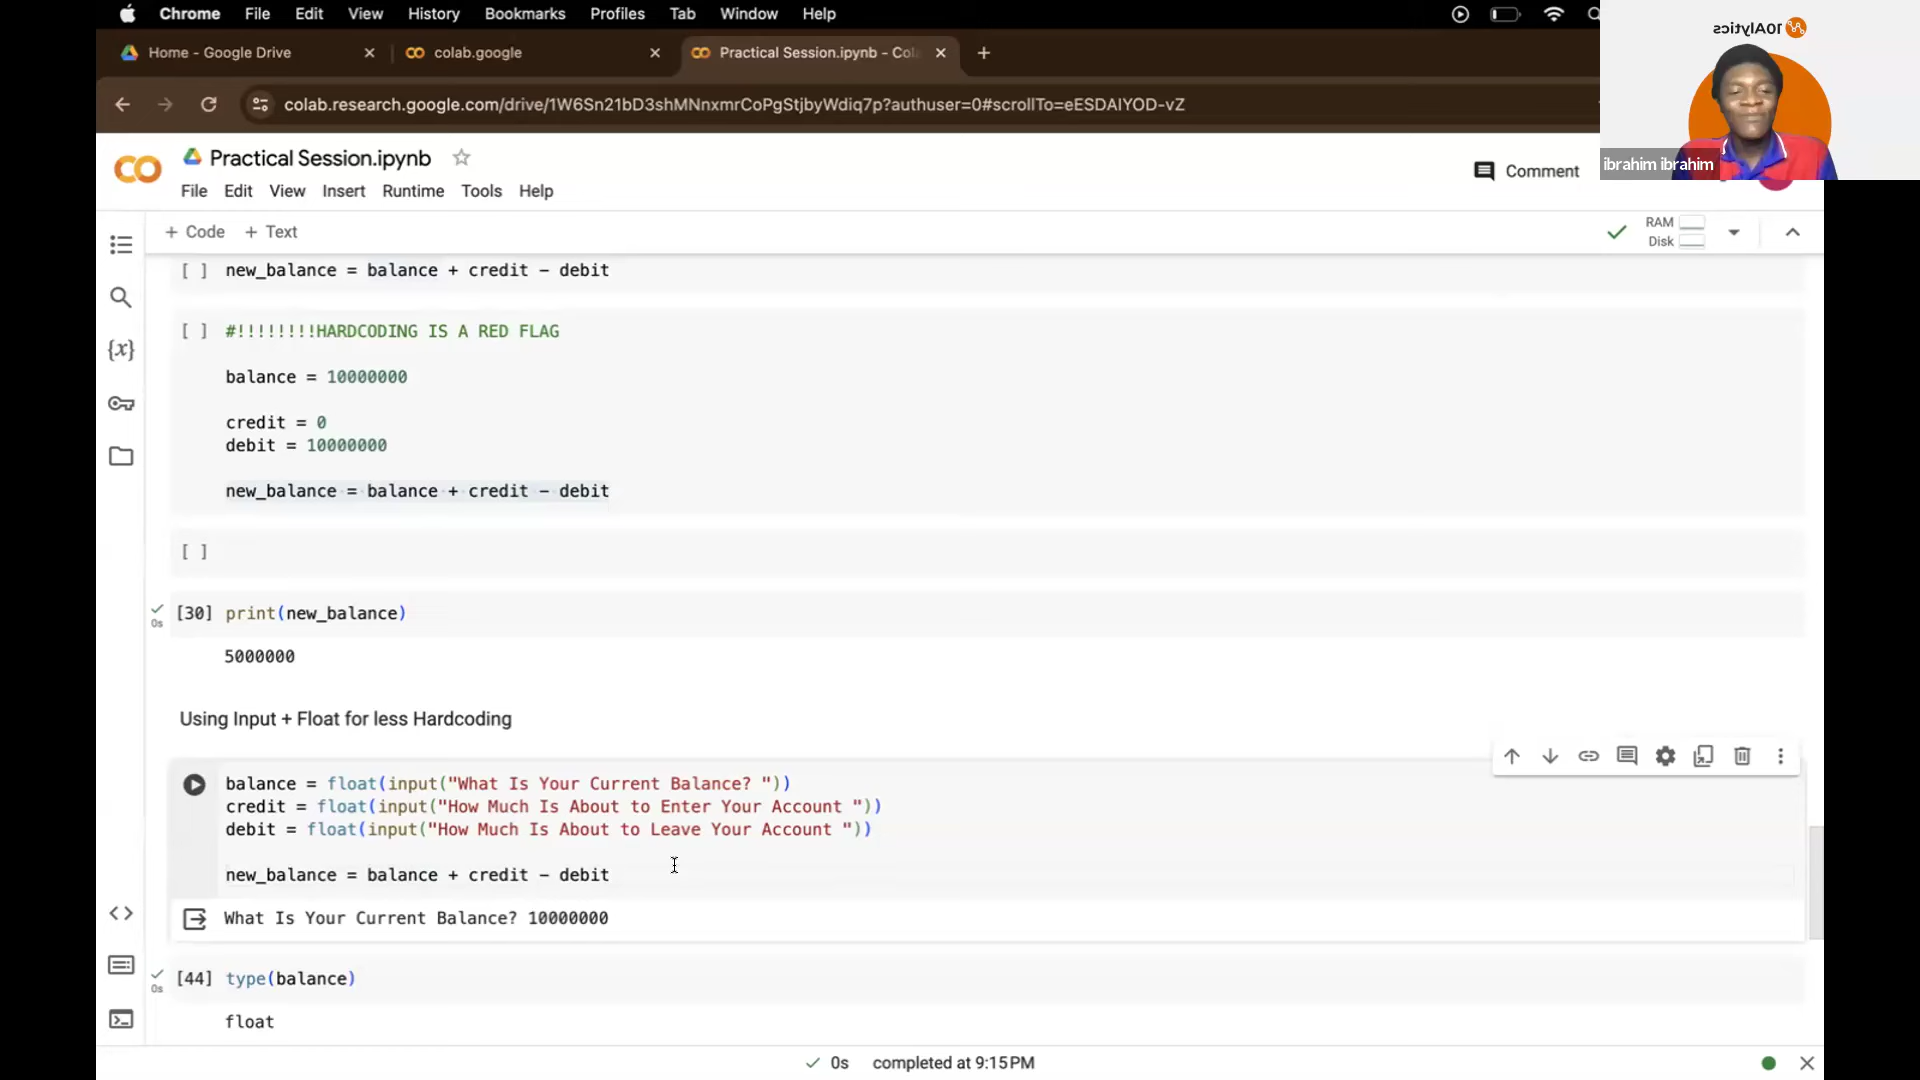 Chrome File Edit View History Bookmarks Profiles Tab Window Help
10Alytics
Home - Google Drive
colab.google
Practical Session.ipynb - Col
colab.research.google.com/drive/1W6Sn21bD3shMNnxmrCoPgStjbyWdiq7p?authuser=0#scrollTo=eESDAIYOD-vZ
ibrahim ibrahim
CO
Practical Session.ipynb
Comment
File Edit View Insert Runtime Tools Help
+ Code + Text
RAM
Disk
{x}
[ ] new_balance = balance + credit - debit
[ ] #!!!!!!!!HARDCODING IS A RED FLAG
balance = 10000000
credit = 0
debit = 10000000
new_balance = balance + credit - debit
[ ]
[30] print(new_balance)
0s
5000000
Using Input + Float for less Hardcoding
balance = float(input("What Is Your Current Balance? "))
credit = float(input("How Much Is About to Enter Your Account "))
debit = float(input("How Much Is About to Leave Your Account "))
new_balance = balance + credit - debit
What Is Your Current Balance? 10000000
[44] type(balance)
0s
float
0s completed at 9:15 PM